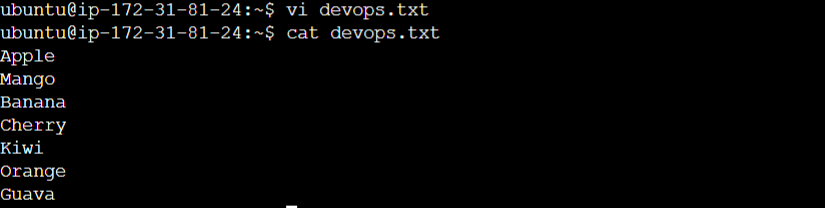 ubuntu@ip-172-31-81-24:~$ vi devops.txt
ubuntu@ip-172-31-81-24:~$ cat devops.txt
Apple
Mango
Banana
Cherry
Kiwi
Orange
Guava